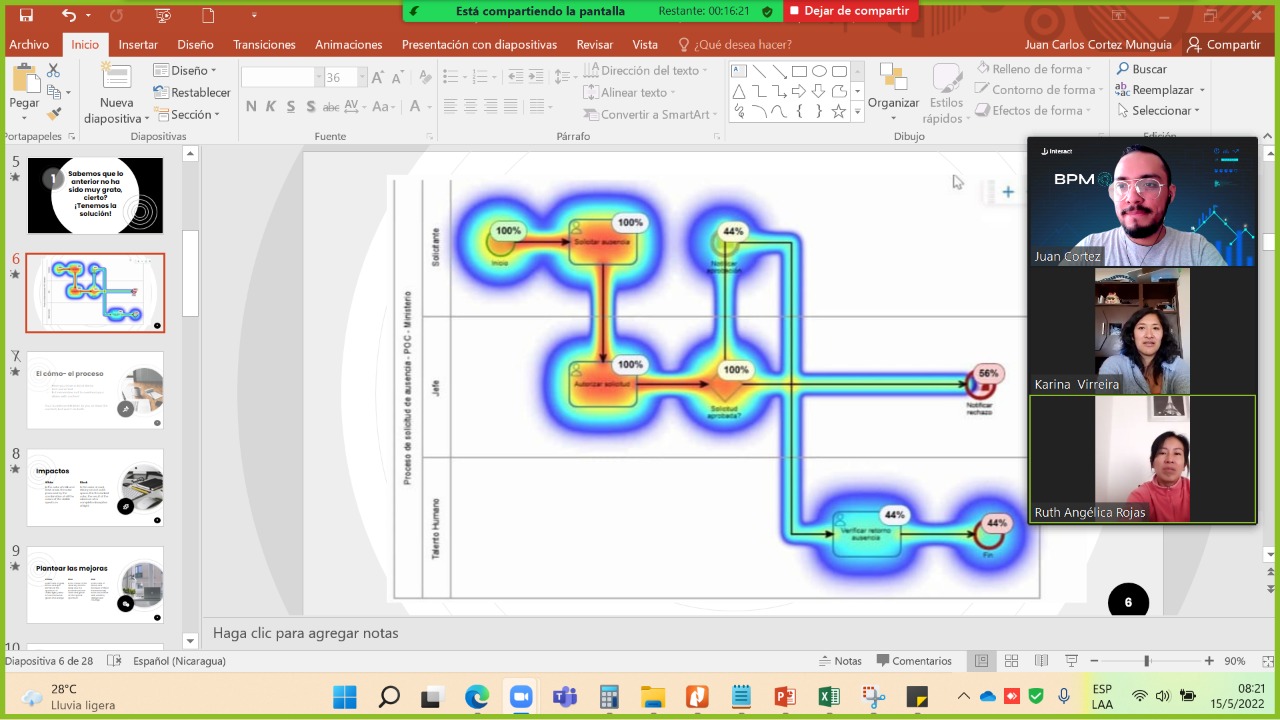 Está compartiendo la pantalla
Restante: 00:16:21
Dejar de compartir
Archivo
Inicio
Insertar
Diseño
Transiciones
Animaciones
Presentación con diapositivas
Revisar
Vista
¿Qué desea hacer?
Juan Carlos Cortez Munguia
Compartir
Pegar
Nueva
diapositiva
Diseño
Restablecer
Sección
36
N K S S abc AV Aa A
Dirección del texto
Alinear texto
Convertir a SmartArt
Organizar
Estilos
rápidos
Relleno de forma
Contorno de forma
Efectos de forma
Buscar
Reemplazar
Seleccionar
Portapapeles
Diapositivas
Fuente
Párrafo
Dibujo
Edición
5
1
Sabemos que lo
anterior no ha
sido muy grato,
cierto?
¡Tenemos la
solución!
6
7
El cómo- el proceso
8
Impactos
9
Plantear las mejoras
10
Proceso de solicitud de ausencia - POC - Ministerio
Solicitante
Jefe
Talento Humano
100%
Inicio
100%
Solicitar ausencia
44%
Notificar
aprobación
100%
Autorizar solicitud
100%
Solicitud
aprobada?
56%
Notificar
rechazo
44%
Verificar retorno
ausencia
44%
Fin
6
Interact
BPM
Juan Cortez
Karina Virreira
Ruth Angélica Rojas
Haga clic para agregar notas
Diapositiva 6 de 28
Español (Nicaragua)
Notas
Comentarios
90%
28°C
Lluvia ligera
ESP
LAA
08:21
15/5/2022